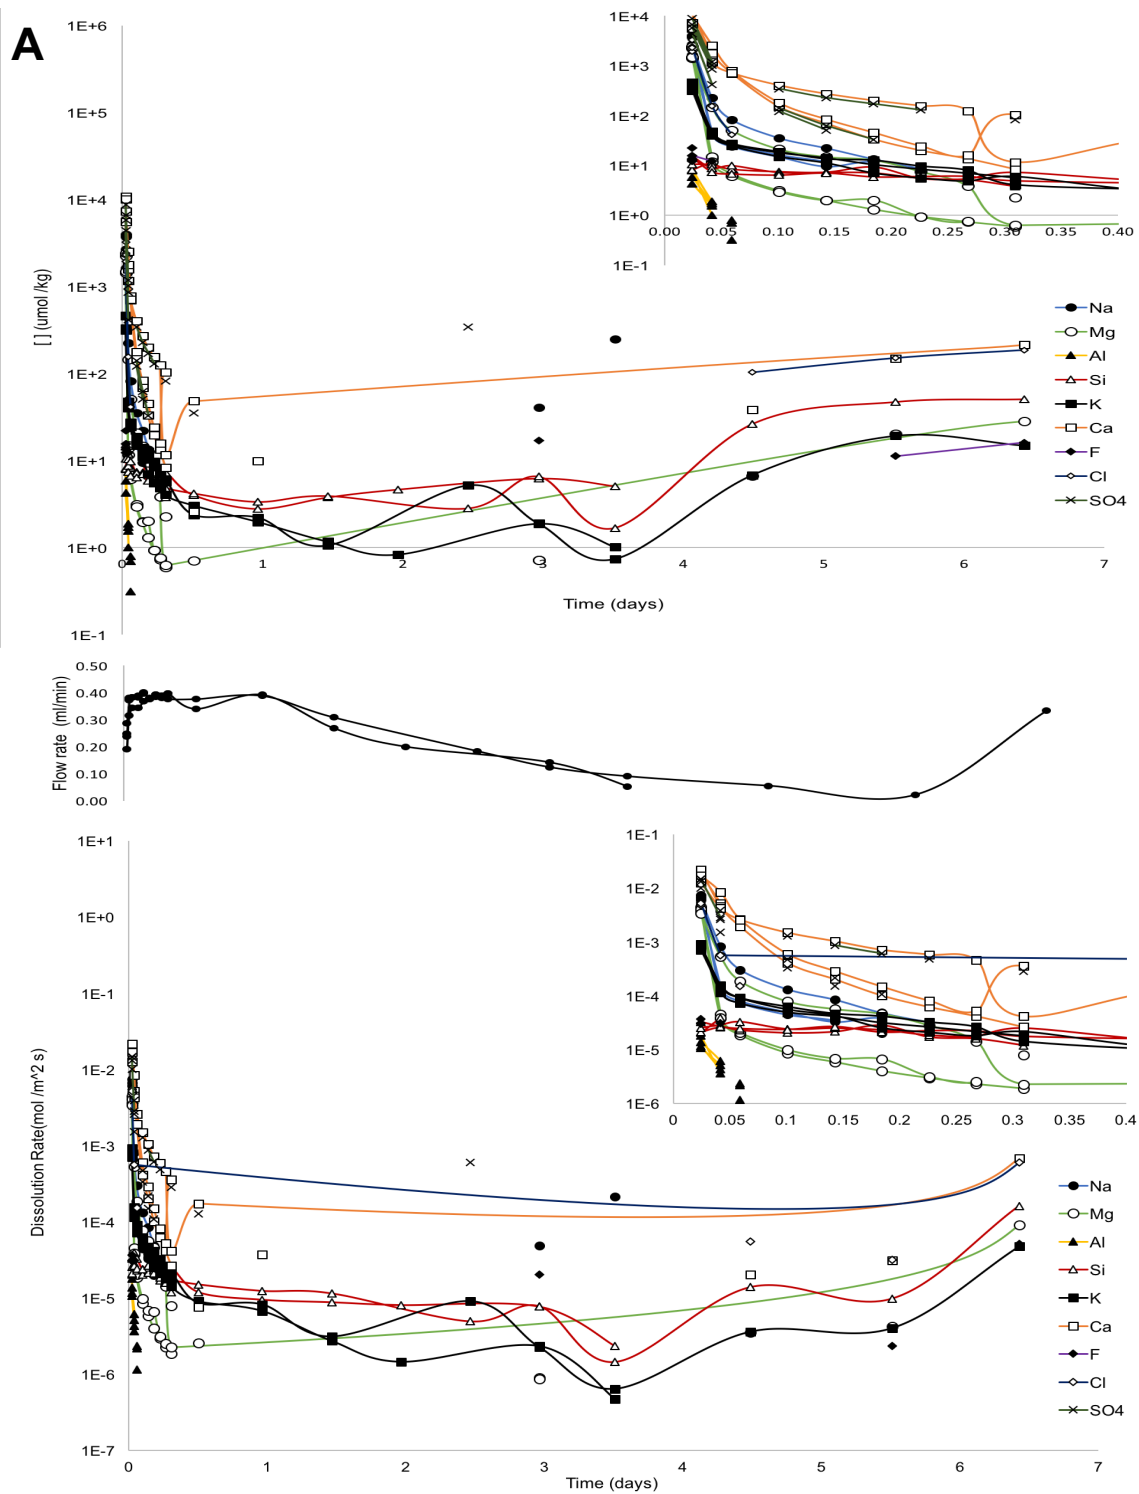 A
1E+6
1E+5
1E+4
1E+3
1E+2
1E+1
1E+0
1E-1
[ ] (umol /kg)
0 1 2 3 4 5 6 7
Time (days)
1E+4
1E+3
1E+2
1E+1
1E+0
1E-1
0.00 0.05 0.10 0.15 0.20 0.25 0.30 0.35 0.40
Na
Mg
Al
Si
K
Ca
F
Cl
SO4
0.50
0.40
0.30
0.20
0.10
0.00
Flow rate (ml/min)
1E+1
1E+0
1E-1
1E-2
1E-3
1E-4
1E-5
1E-6
1E-7
Dissolution Rate(mol /m^2 s)
0 1 2 3 4 5 6 7
Time (days)
1E-1
1E-2
1E-3
1E-4
1E-5
1E-6
0 0.05 0.1 0.15 0.2 0.25 0.3 0.35 0.4
Na
Mg
Al
Si
K
Ca
F
Cl
SO4